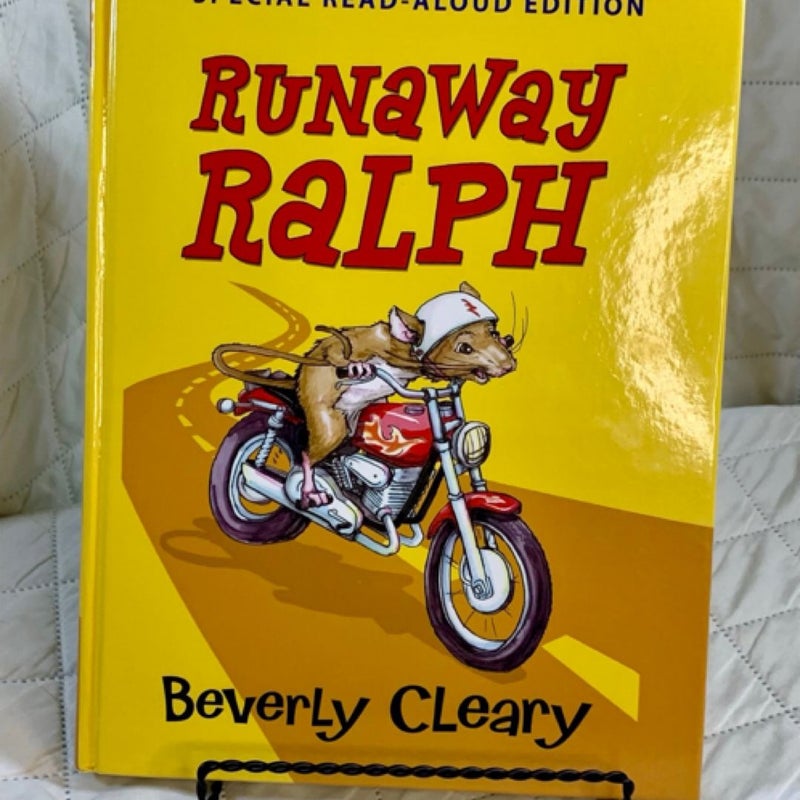 SPECIAL READ-ALOUD EDITION
RUNaWay
RaLPH
Beverly Cleary